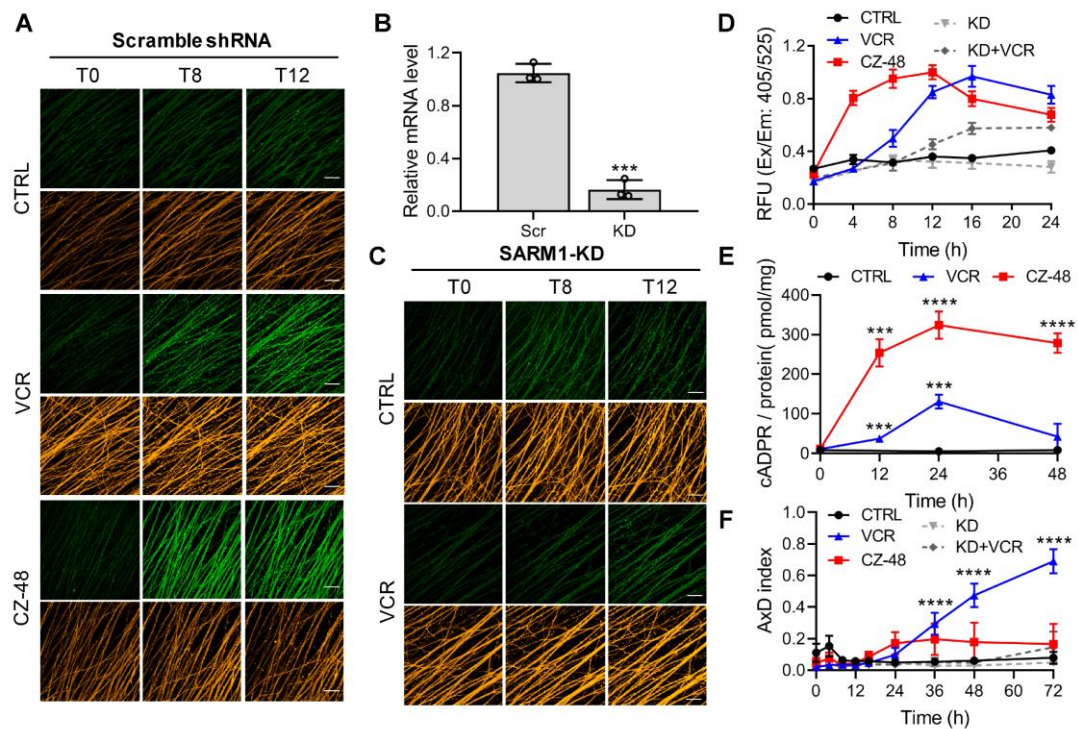 A
Scramble shRNA
T0 T8 T12
CTRL
VCR
CZ-48
B
Relative mRNA level
1.2
0.8
0.4
0.0
***
Scr KD
C
SARM1-KD
T0 T8 T12
CTRL
VCR
D
CTRL
VCR
CZ-48
KD
KD+VCR
RFU (Ex/Em: 405/525)
1.2
0.8
0.4
0.0
0 4 8 12 16 20 24
Time (h)
E
CTRL VCR CZ-48
cADPR / protein( pmol/mg)
400
300
200
100
0
*** **** ****
*** ***
0 12 24 36 48
Time (h)
F
CTRL
VCR
CZ-48
KD
KD+VCR
AxD index
1.0
0.8
0.6
0.4
0.2
0.0
**** **** ****
0 12 24 36 48 60 72
Time (h)